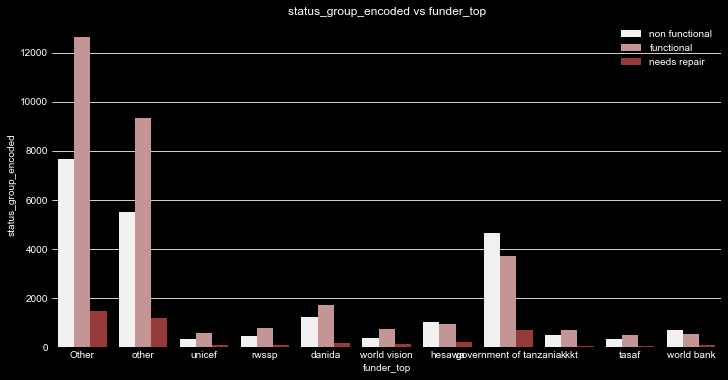 status_group_encoded vs funder_top
non functional
functional
needs repair
status_group_encoded
12000
10000
8000
6000
4000
2000
0
Other other unicef rwssp danida world vision hesawa government of tanzania kkkt tasaf world bank
funder_top